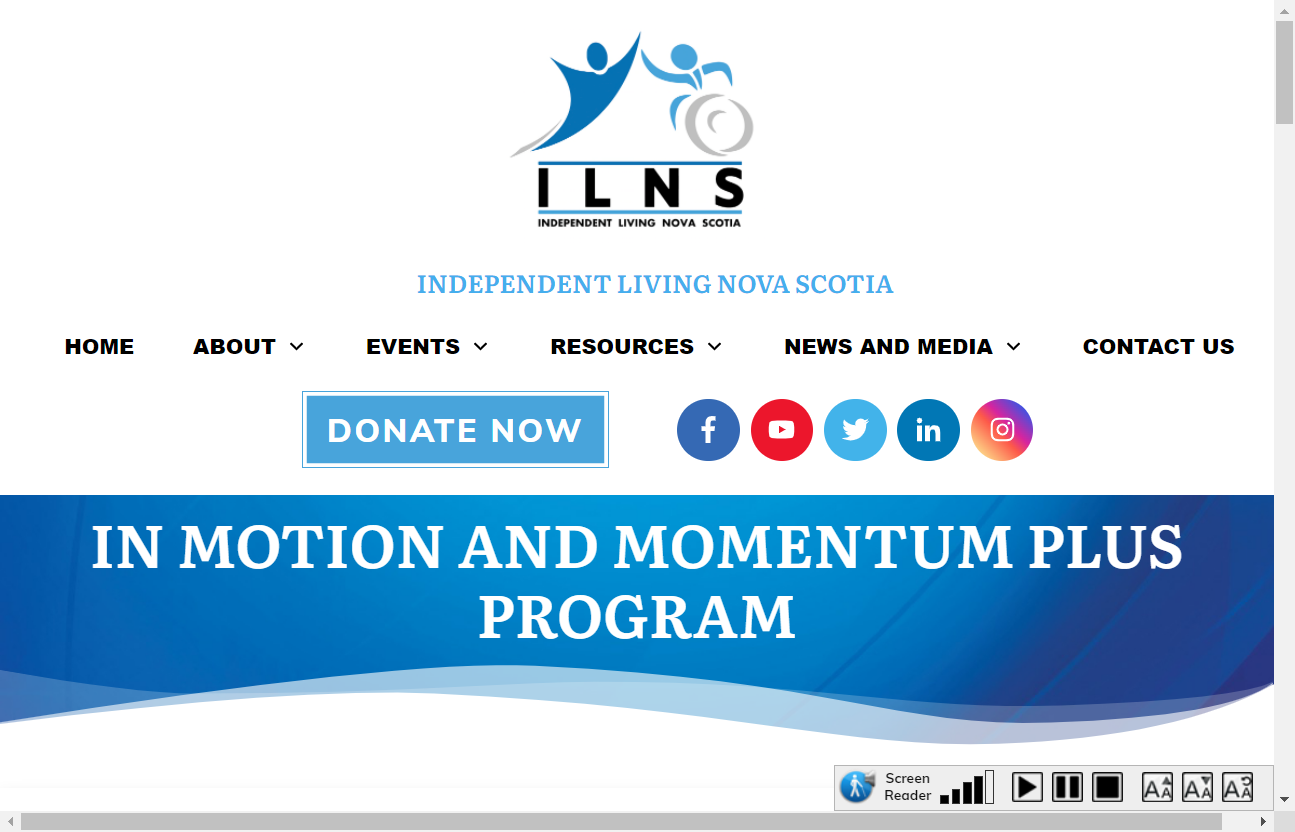 I L N S
INDEPENDENT LIVING NOVA SCOTIA
INDEPENDENT LIVING NOVA SCOTIA
HOME ABOUT EVENTS RESOURCES NEWS AND MEDIA CONTACT US
DONATE NOW
IN MOTION AND MOMENTUM PLUS
PROGRAM
Screen
Reader